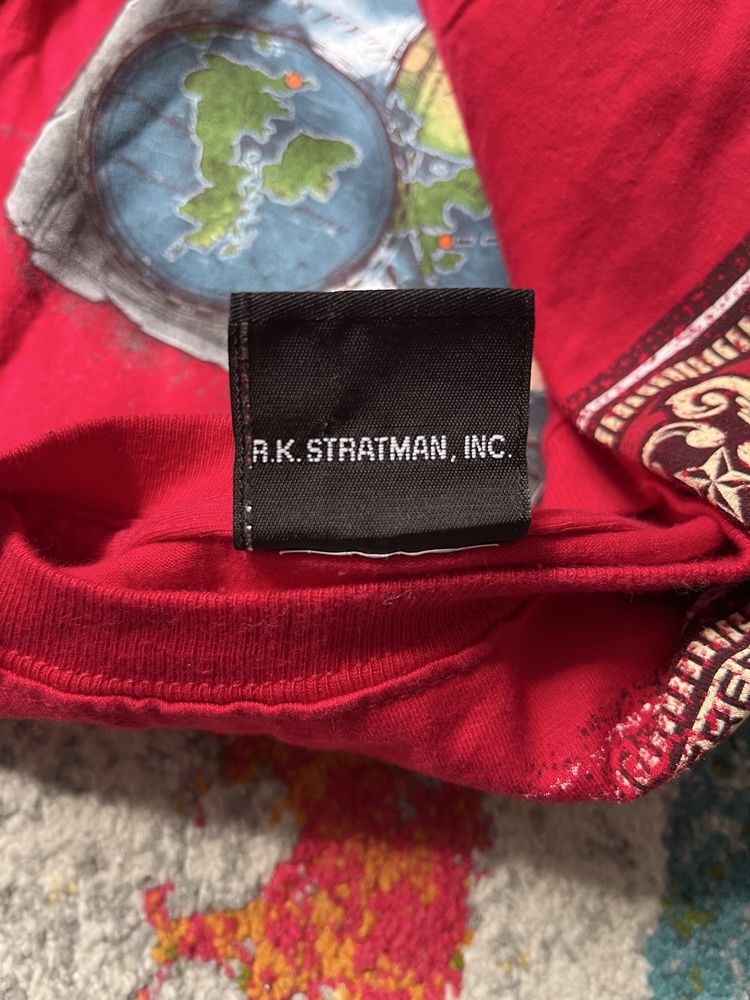 R.K. STRATMAN, INC.